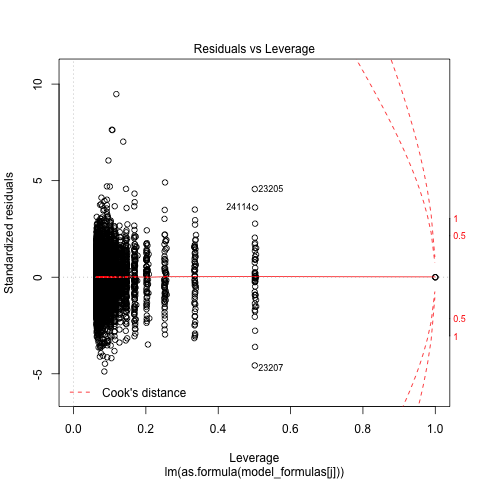 Residuals vs Leverage
Standardized residuals
10
5
0
-5
23205
24114
23207
1
0.5
0.5
1
Cook's distance
0.0 0.2 0.4 0.6 0.8 1.0
Leverage
lm(as.formula(model_formulas[j]))